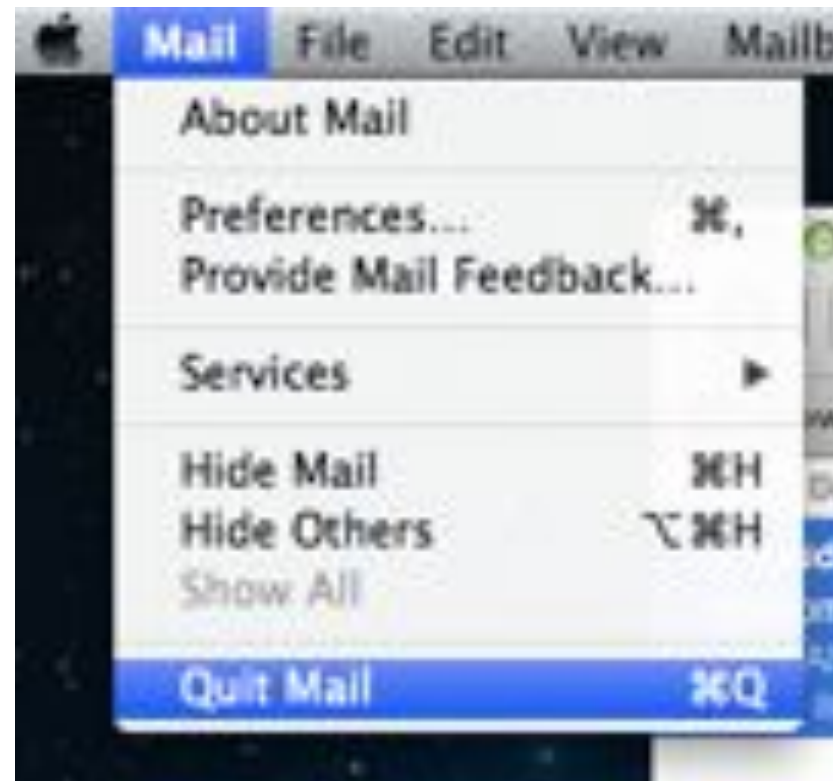 Mail File Edit View Mailb
About Mail
Preferences... ⌘,
Provide Mail Feedback...
Services ▶
Hide Mail ⌘H
Hide Others ⌥⌘H
Show All
Quit Mail ⌘Q